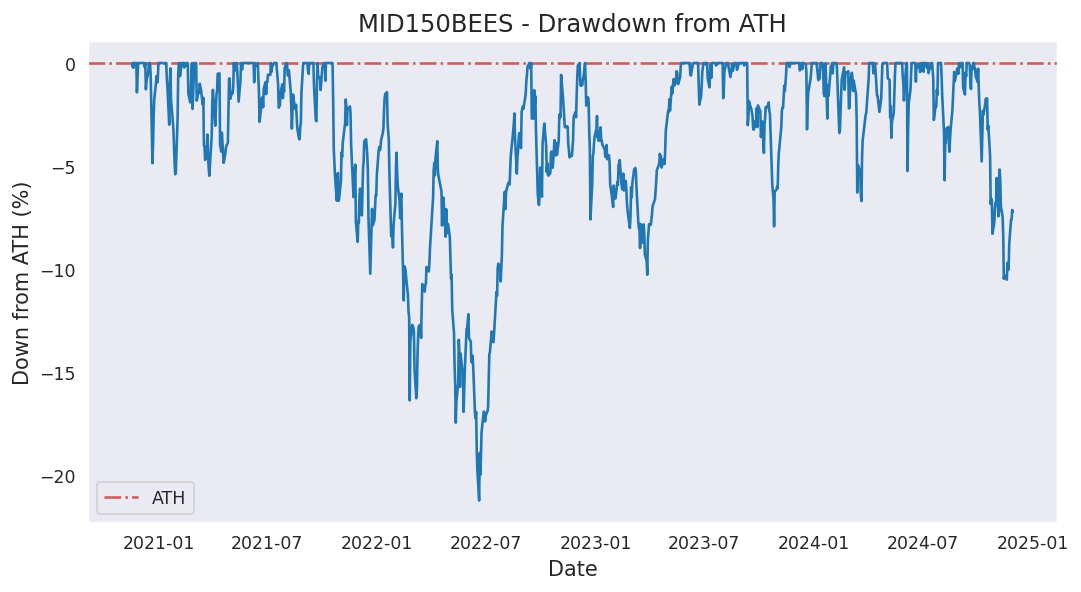 MID150BEES - Drawdown from ATH
Down from ATH (%)
0
−5
−10
−15
−20
ATH
2021-01 2021-07 2022-01 2022-07 2023-01 2023-07 2024-01 2024-07 2025-01
Date